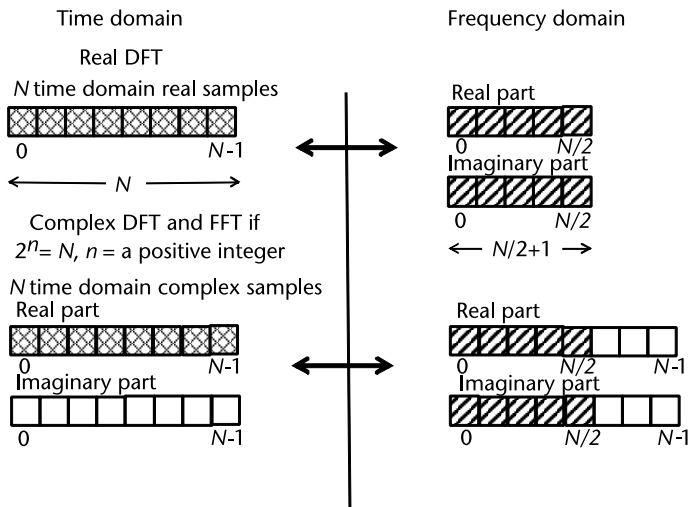 Time domain
Frequency domain
Real DFT
N time domain real samples
0
N-1
N
Real part
0
N/2
Imaginary part
0
N/2
N/2+1
Complex DFT and FFT if
2^n = N, n = a positive integer
N time domain complex samples
Real part
0
N-1
Imaginary part
0
N-1
Real part
0
N/2
N-1
Imaginary part
0
N/2
N-1